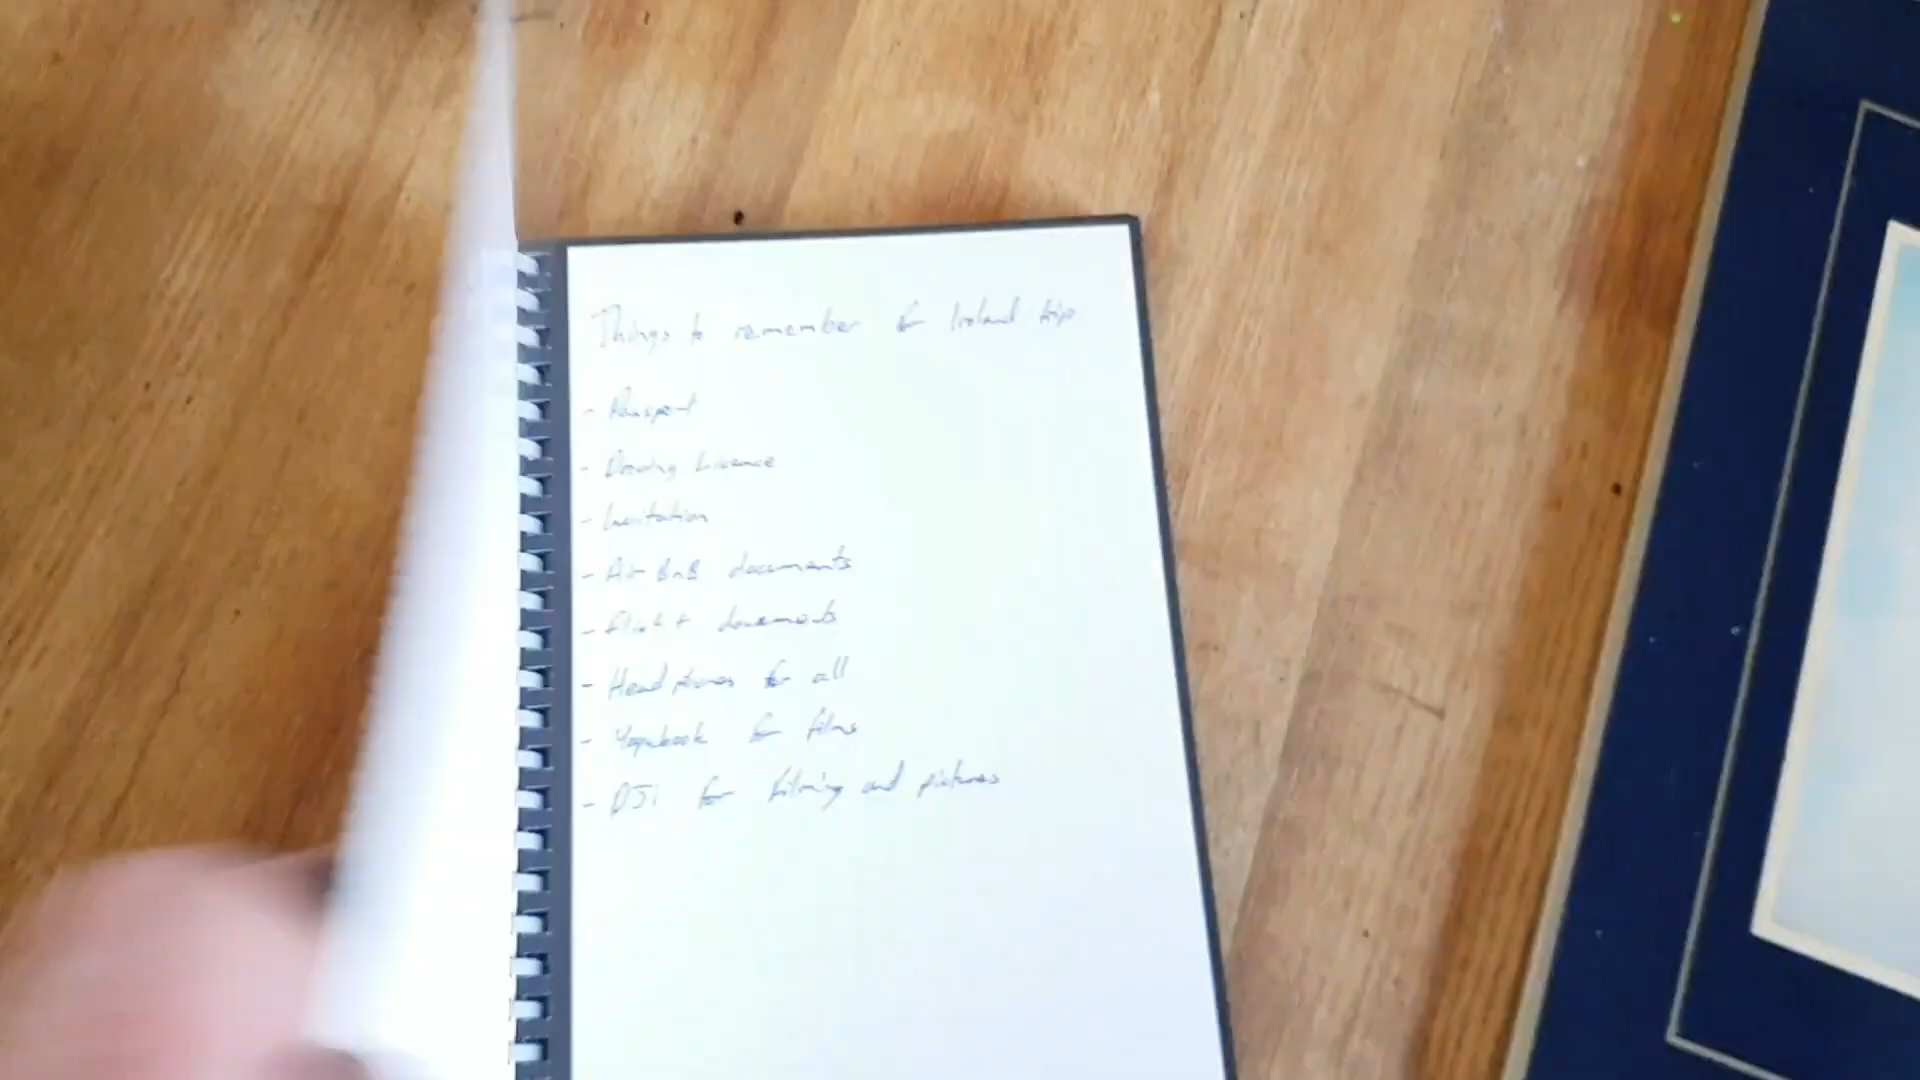 Things to remember for Ireland trip
- Passport
- Driving Licence
- Invitation
- Air BnB documents
- Flight documents
- Headphones for all
- Yogabook for films
- DJi for filming and pictures